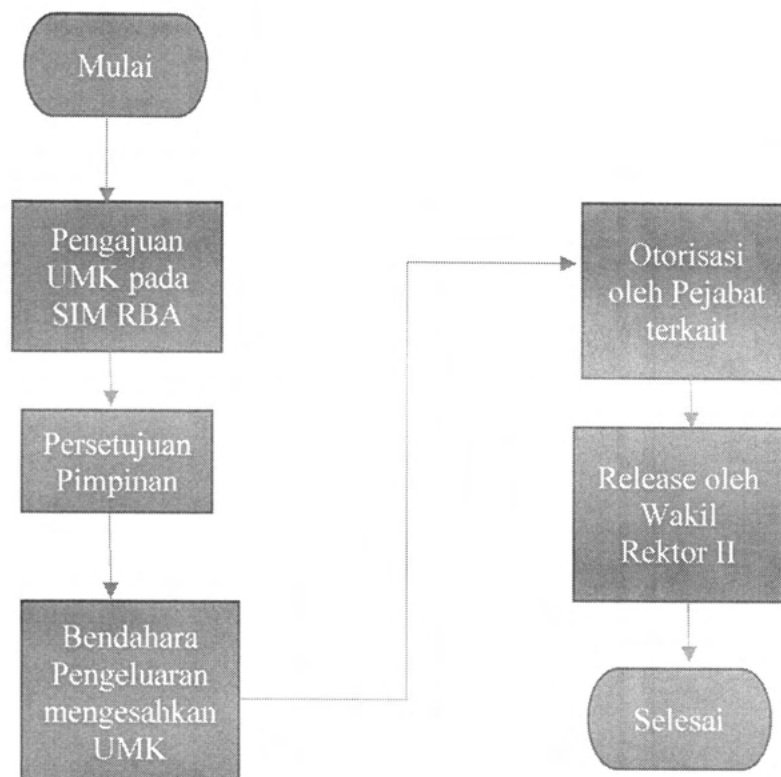 Mulai
Pengajuan
UMK pada
SIM RBA
Persetujuan
Pimpinan
Bendahara
Pengeluaran
mengesahkan
UMK
Otorisasi
oleh Pejabat
terkait
Release oleh
Wakil
Rektor II
Selesai